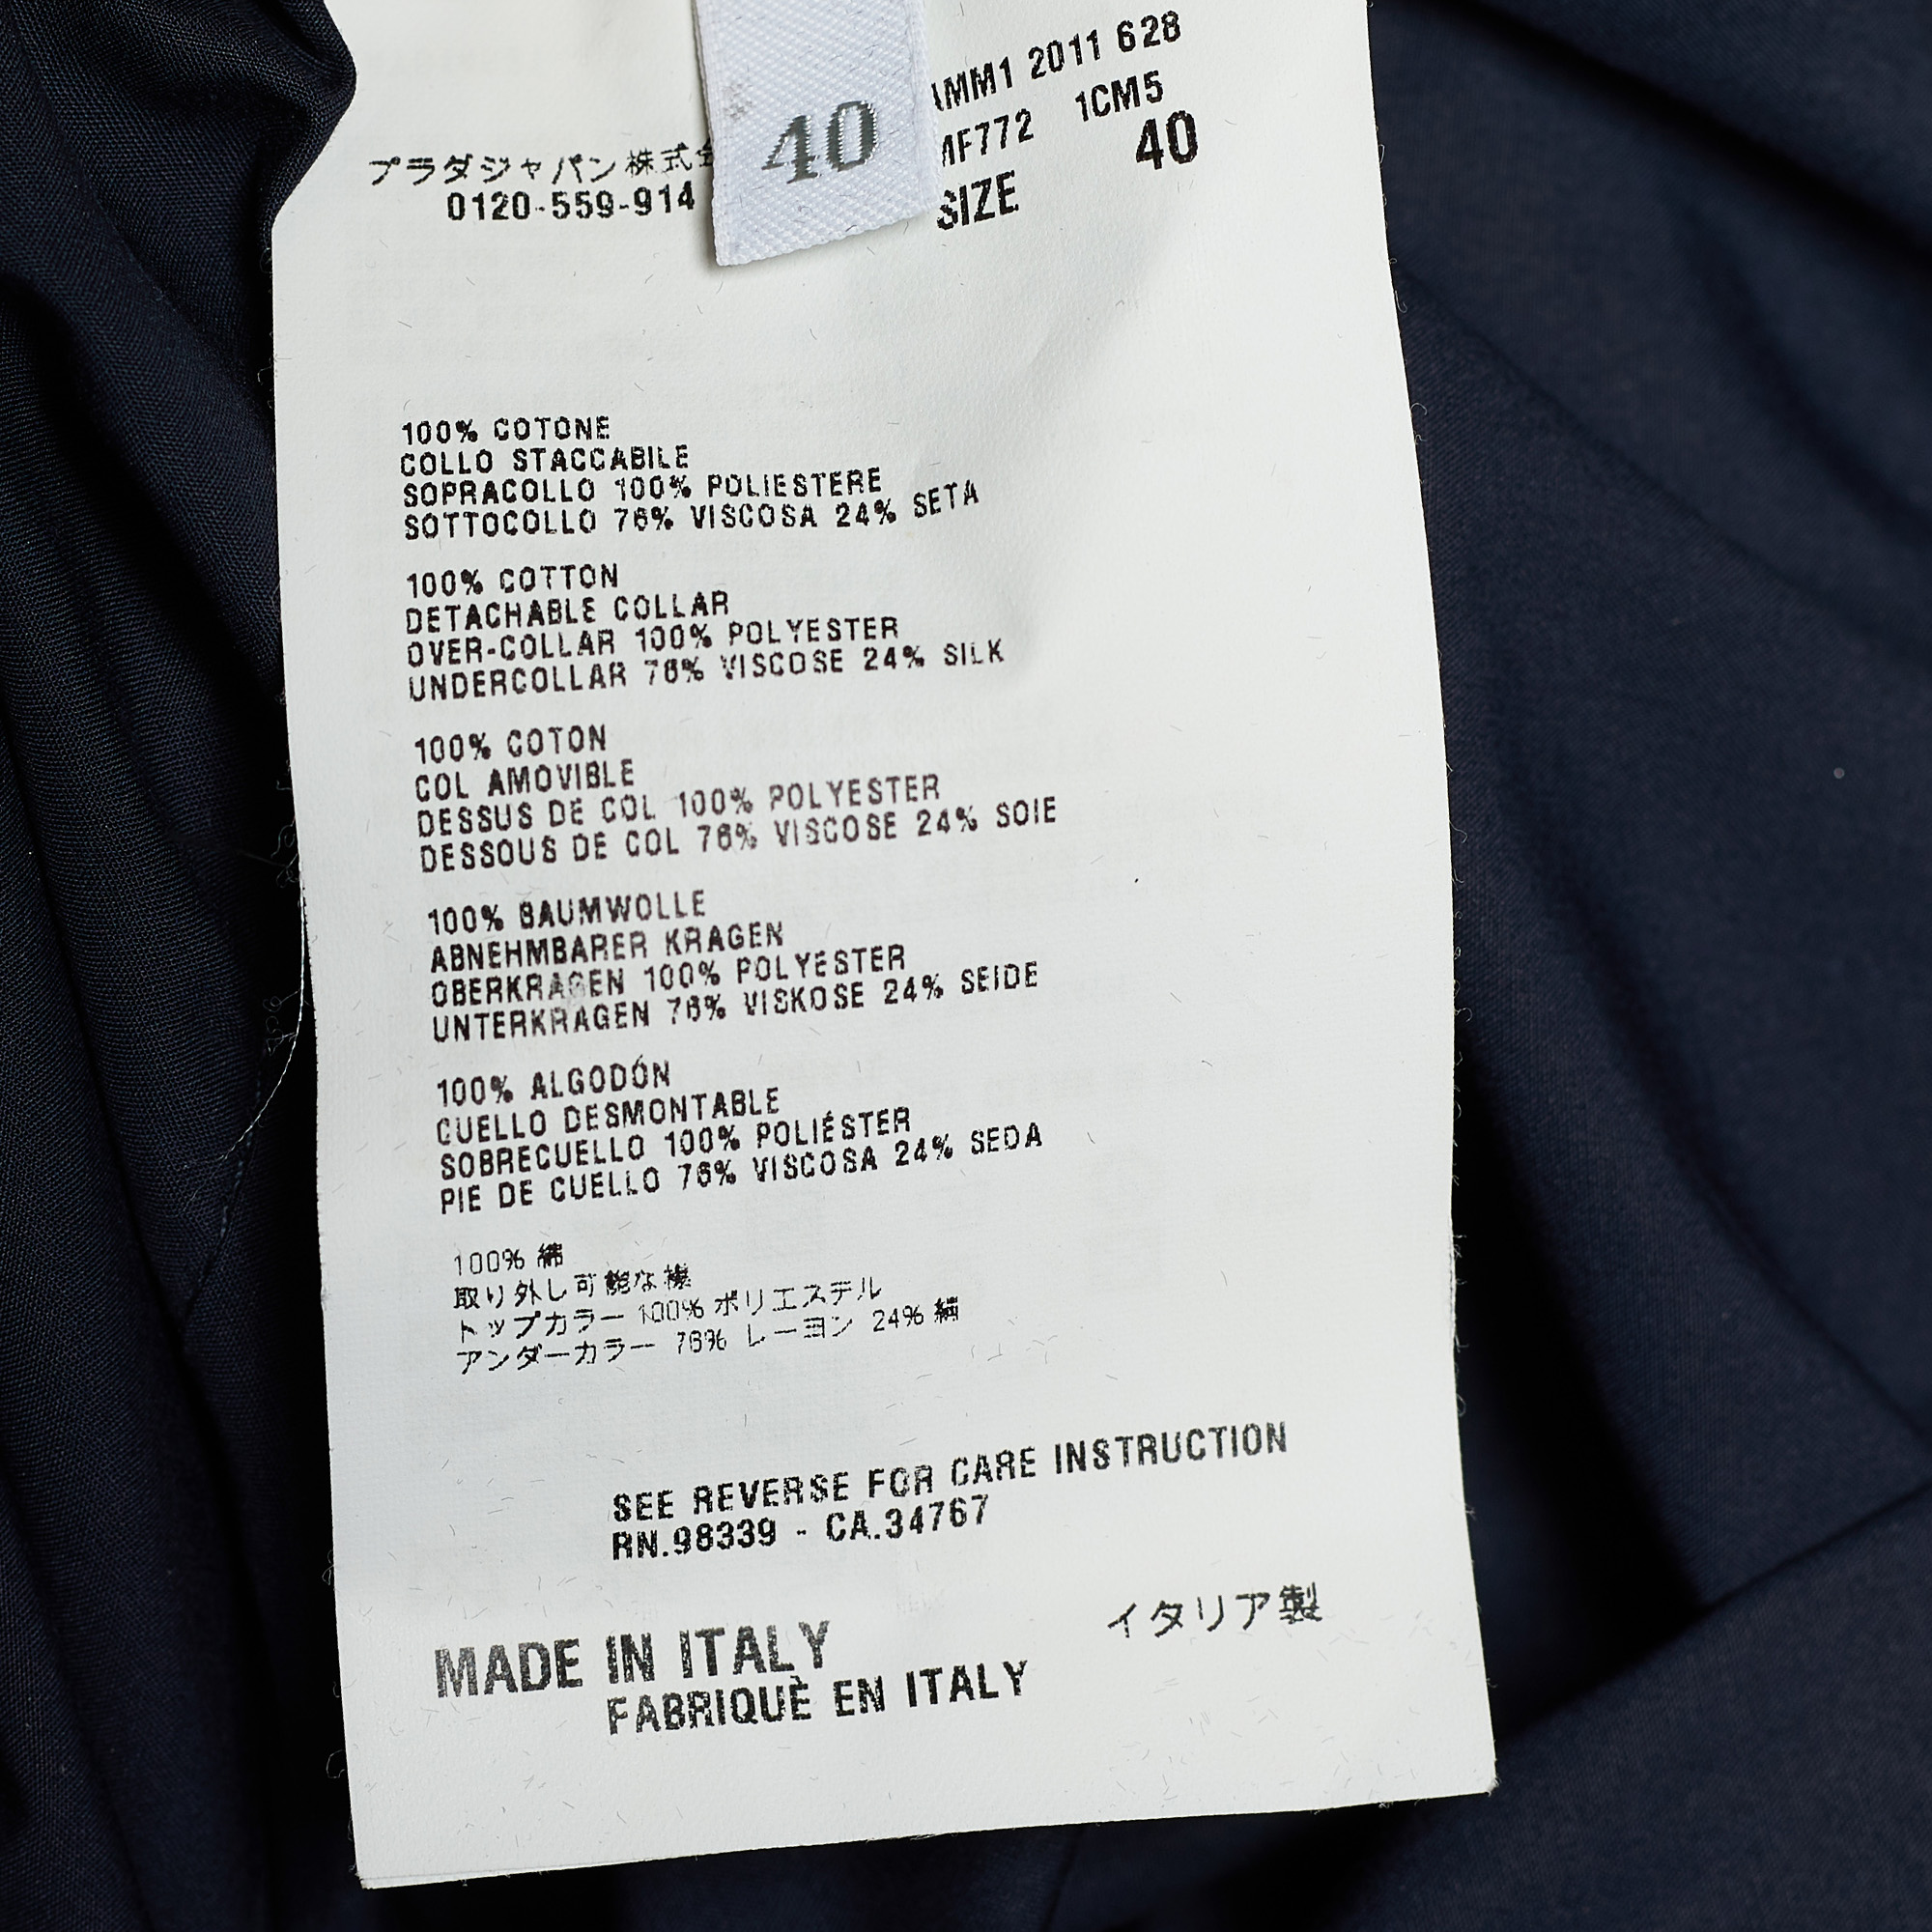 40
MM1 2011 628
F772 1CM5
SIZE 40
プラダジャパン株式
0120-559-914
100% COTONE
COLLO STACCABILE
SOPRACOLLO 100% POLIESTERE
SOTTOCOLLO 76% VISCOSA 24% SETA
100% COTTON
DETACHABLE COLLAR
OVER-COLLAR 100% POLYESTER
UNDERCOLLAR 76% VISCOSE 24% SILK
100% COTON
COL AMOVIBLE
DESSUS DE COL 100% POLYESTER
DESSOUS DE COL 76% VISCOSE 24% SOIE
100% BAUMWOLLE
ABNEHMBARER KRAGEN
OBERKRAGEN 100% POLYESTER
UNTERKRAGEN 76% VISKOSE 24% SEIDE
100% ALGODÓN
CUELLO DESMONTABLE
SOBRECUELLO 100% POLIÉSTER
PIE DE CUELLO 76% VISCOSA 24% SEDA
100% 綿
取り外し可能な襟
トップカラー 100% ポリエステル
アンダーカラー 76% レーヨン 24% 絹
SEE REVERSE FOR CARE INSTRUCTION
RN.98339 - CA.34767
MADE IN ITALY
FABRIQUÈ EN ITALY
イタリア製